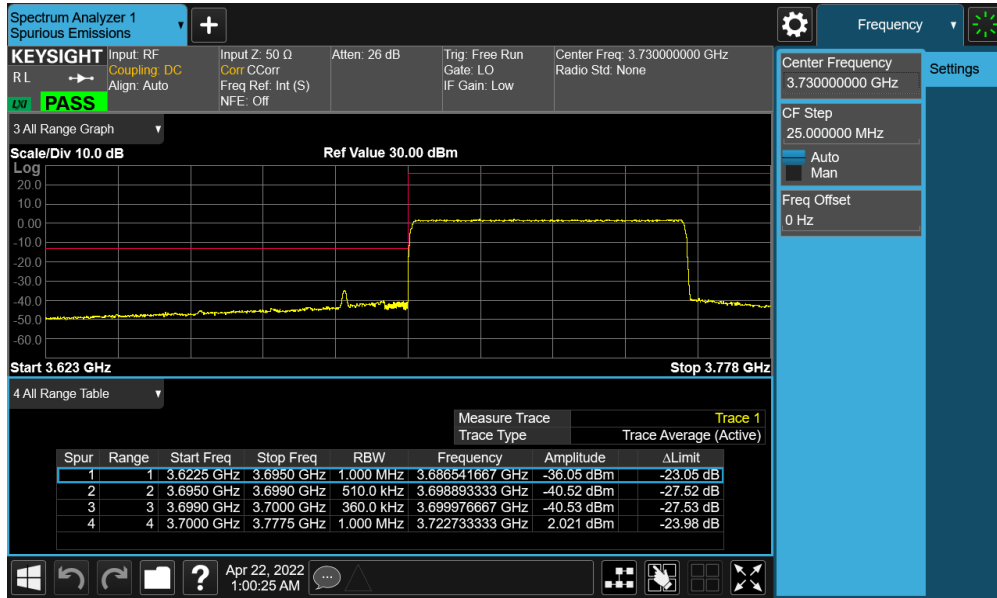 Spectrum Analyzer 1
Spurious Emissions
Frequency
KEYSIGHT
R L
LXI
PASS
Input: RF
Coupling: DC
Align: Auto
Input Z: 50 Ω
Corr CCorr
Freq Ref: Int (S)
NFE: Off
Atten: 26 dB
Trig: Free Run
Gate: LO
IF Gain: Low
Center Freq: 3.730000000 GHz
Radio Std: None
Center Frequency
3.730000000 GHz
Settings
CF Step
25.000000 MHz
Auto
Man
Freq Offset
0 Hz
3 All Range Graph
Scale/Div 10.0 dB Ref Value 30.00 dBm
Log
20.0
10.0
0.00
-10.0
-20.0
-30.0
-40.0
-50.0
-60.0
Start 3.623 GHz Stop 3.778 GHz
4 All Range Table
Measure Trace Trace 1
Trace Type Trace Average (Active)
Spur Range Start Freq Stop Freq RBW Frequency Amplitude ΔLimit
1 1 3.6225 GHz 3.6950 GHz 1.000 MHz 3.686541667 GHz -36.05 dBm -23.05 dB
2 2 3.6950 GHz 3.6990 GHz 510.0 kHz 3.698893333 GHz -40.52 dBm -27.52 dB
3 3 3.6990 GHz 3.7000 GHz 360.0 kHz 3.699976667 GHz -40.53 dBm -27.53 dB
4 4 3.7000 GHz 3.7775 GHz 1.000 MHz 3.722733333 GHz 2.021 dBm -23.98 dB
?
Apr 22, 2022
1:00:25 AM